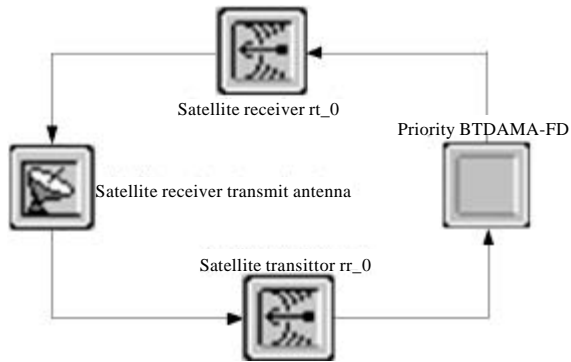 Satellite receiver rt_0
Priority BTDAMA-FD
Satellite receiver transmit antenna
Satellite transittor rr_0